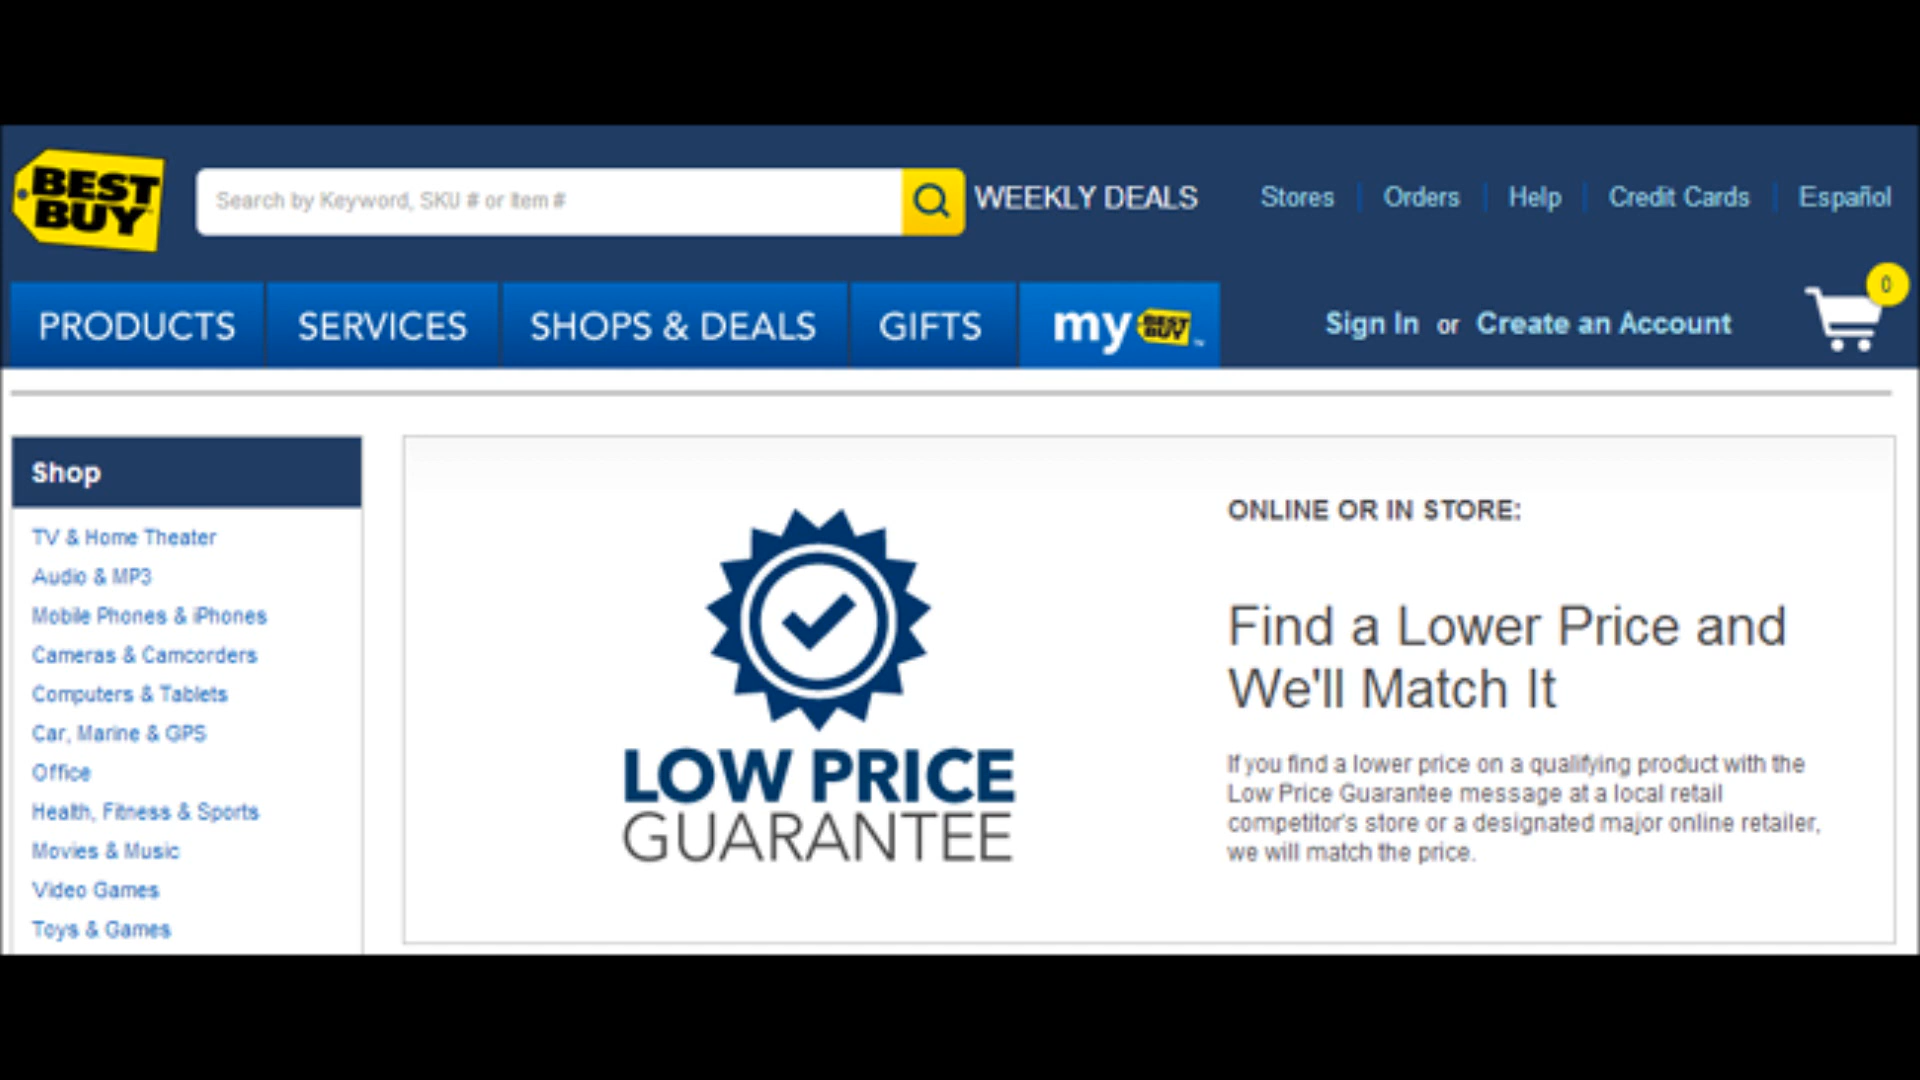 BEST
BUY
Search by Keyword, SKU # or Item #
WEEKLY DEALS
Stores
Orders
Help
Credit Cards
Español
PRODUCTS
SERVICES
SHOPS & DEALS
GIFTS
my BEST BUY™
Sign In or Create an Account
0
Shop
TV & Home Theater
Audio & MP3
Mobile Phones & iPhones
Cameras & Camcorders
Computers & Tablets
Car, Marine & GPS
Office
Health, Fitness & Sports
Movies & Music
Video Games
Toys & Games
LOW PRICE
GUARANTEE
ONLINE OR IN STORE:
Find a Lower Price and
We'll Match It
If you find a lower price on a qualifying product with the
Low Price Guarantee message at a local retail
competitor's store or a designated major online retailer,
we will match the price.